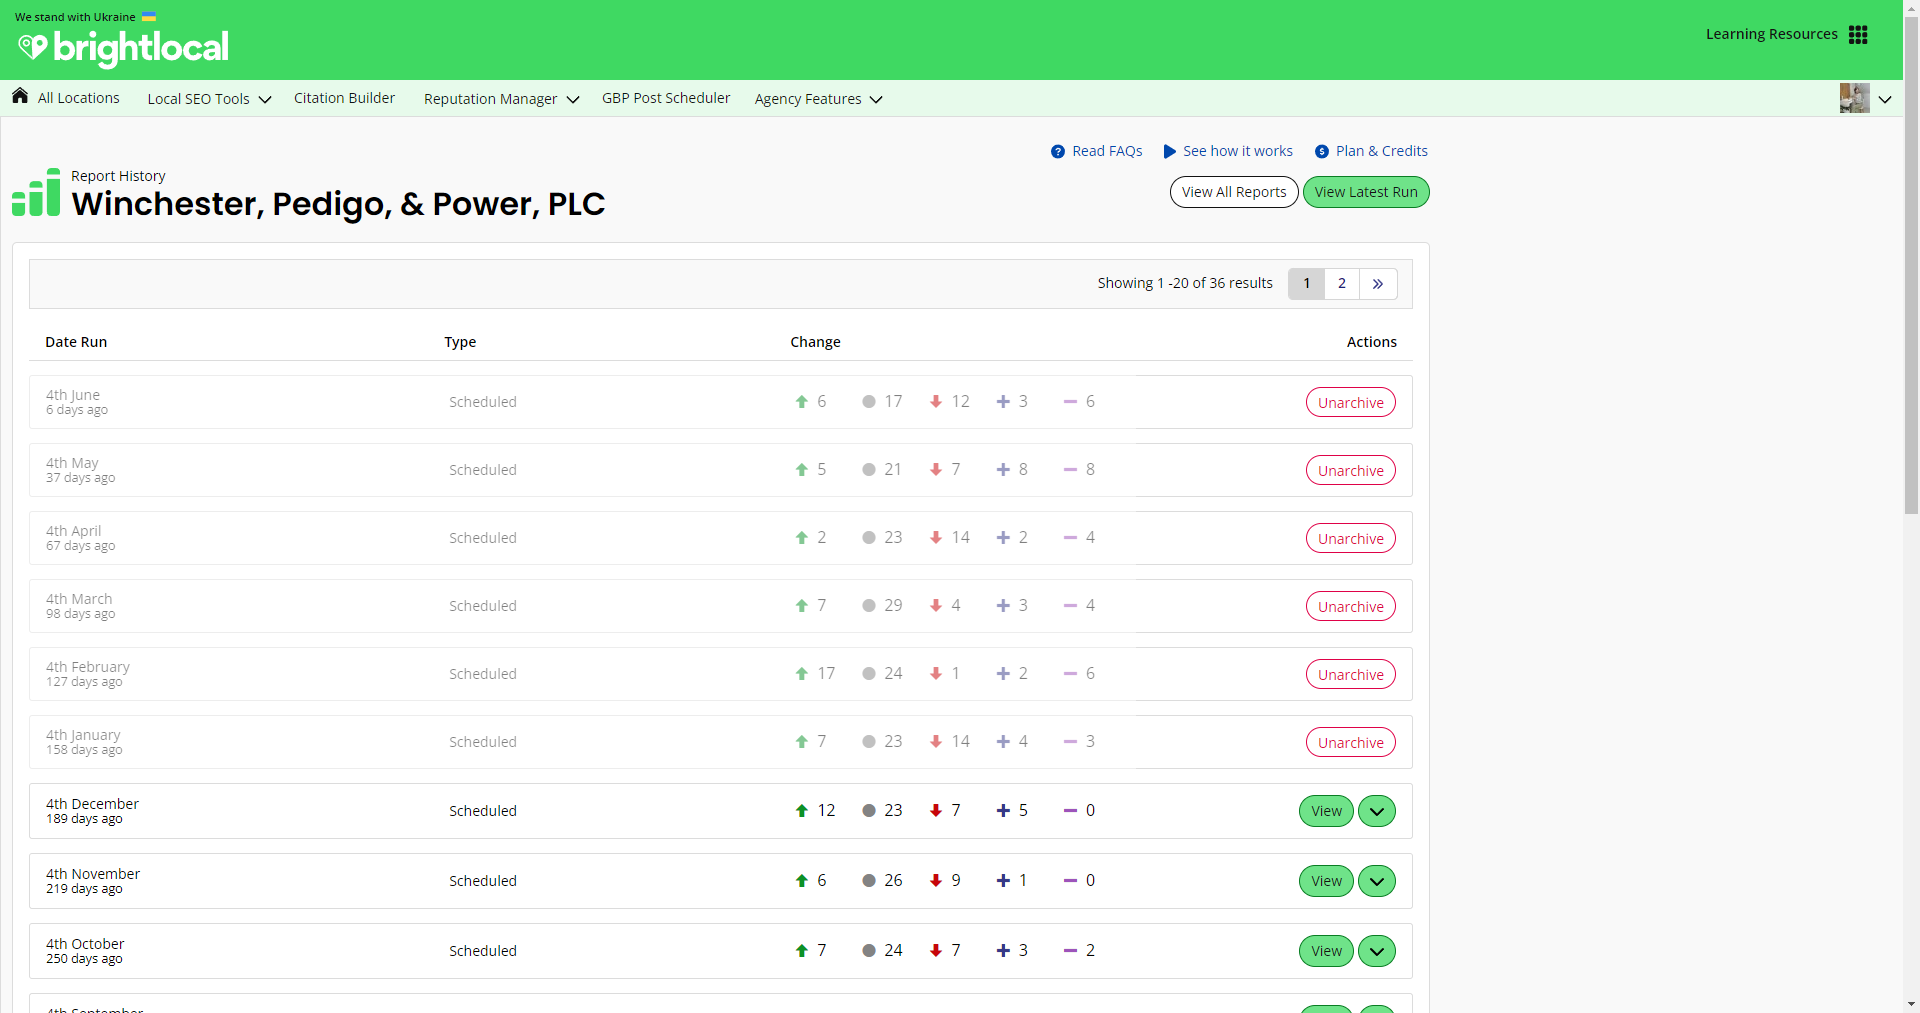 We stand with Ukraine
brightlocal
Learning Resources
All Locations
Local SEO Tools
Citation Builder
Reputation Manager
GBP Post Scheduler
Agency Features
Read FAQs
See how it works
Plan & Credits
Report History
Winchester, Pedigo, & Power, PLC
View All Reports
View Latest Run
Showing 1 -20 of 36 results
1 2 »
Date Run Type Change Actions
4th June
6 days ago
Scheduled
6 17 12 3 6
Unarchive
4th May
37 days ago
Scheduled
5 21 7 8 8
Unarchive
4th April
67 days ago
Scheduled
2 23 14 2 4
Unarchive
4th March
98 days ago
Scheduled
7 29 4 3 4
Unarchive
4th February
127 days ago
Scheduled
17 24 1 2 6
Unarchive
4th January
158 days ago
Scheduled
7 23 14 4 3
Unarchive
4th December
189 days ago
Scheduled
12 23 7 5 0
View
4th November
219 days ago
Scheduled
6 26 9 1 0
View
4th October
250 days ago
Scheduled
7 24 7 3 2
View
4th September